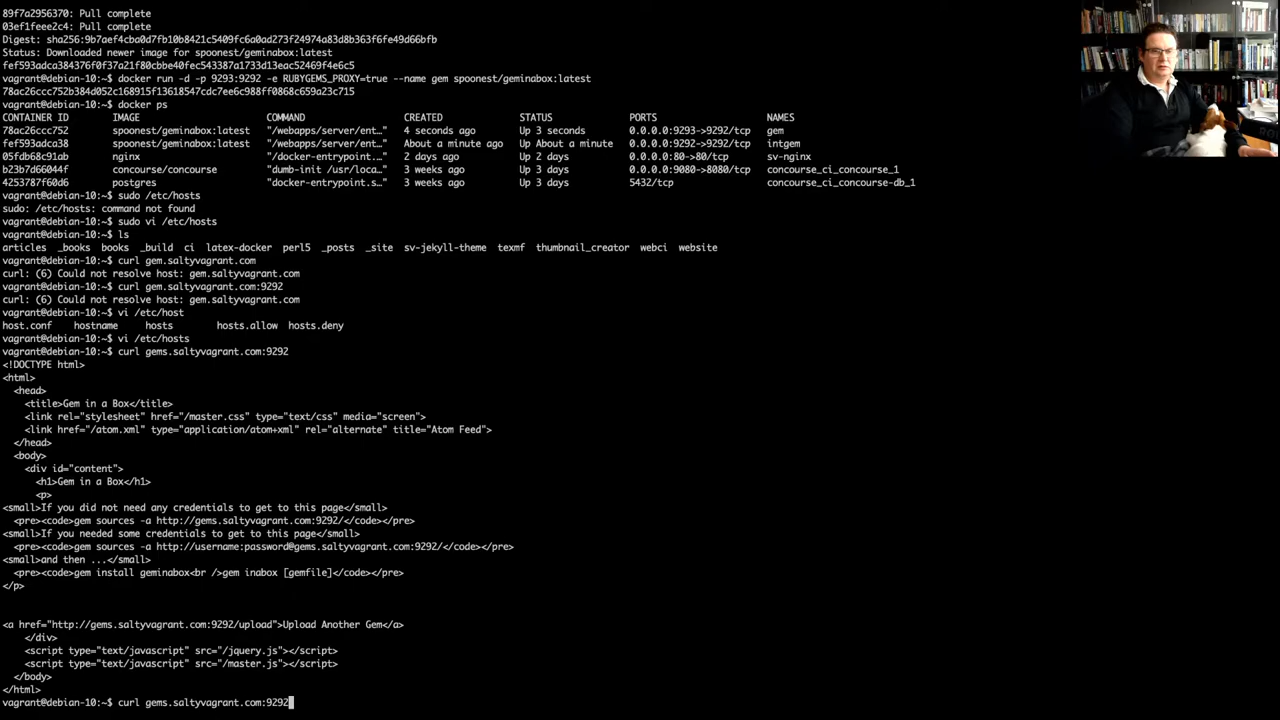 89f7a2956370: Pull complete
03ef1feee2c4: Pull complete
Digest: sha256:9b7aef4cba0d7fb10b8421c5409fc6a0ad273f24974a83d8b363f6fe49d66bfb
Status: Downloaded newer image for spoonest/geminabox:latest
fef593adca38410f24e5453387a1733d13ac52469f4e6c5
vagrant@debian-10:~$ docker run -d -p 9293:9292 -e RUBYGEMS_PROXY=true --name gem spoonest/geminabox:latest
78ac26ccc752b384d052c168915f13618547cdc7ee6c988ff0868c659a23c715
vagrant@debian-10:~$ docker ps
CONTAINER ID IMAGE COMMAND CREATED STATUS PORTS NAMES
78ac26ccc752 spoonest/geminabox:latest "/webapps/server/ent…" 4 seconds ago Up 3 seconds 0.0.0.0:9293->9292/tcp gem
fef593adca38 spoonest/geminabox:latest "/webapps/server/ent…" About a minute ago Up About a minute 0.0.0.0:9292->9292/tcp intgem
05fdb68c91ab nginx "/docker-entrypoint.…" 2 days ago Up 2 days 0.0.0.0:80->80/tcp sv-nginx
b23b7d66044f concourse/concourse "dumb-init /usr/loca…" 3 weeks ago Up 3 days 0.0.0.0:9080->8080/tcp concourse_ci_concourse_1
4253787f60d6 postgres "docker-entrypoint.s…" 3 weeks ago Up 3 days 5432/tcp concourse_ci_concourse-db_1
vagrant@debian-10:~$ sudo /etc/hosts
sudo: /etc/hosts: command not found
vagrant@debian-10:~$ sudo vi /etc/hosts
vagrant@debian-10:~$ ls
articles _books books _build ci latex-docker perl5 _posts _site sv-jekyll-theme texmf thumbnail_creator webci website
vagrant@debian-10:~$ curl gem.saltyvagrant.com
curl: (6) Could not resolve host: gem.saltyvagrant.com
vagrant@debian-10:~$ curl gem.saltyvagrant.com:9292
curl: (6) Could not resolve host: gem.saltyvagrant.com
vagrant@debian-10:~$ vi /etc/host
host.conf hostname hosts hosts.allow hosts.deny
vagrant@debian-10:~$ vi /etc/hosts
vagrant@debian-10:~$ curl gems.saltyvagrant.com:9292
<!DOCTYPE html>
<html>
<head>
<title>Gem in a Box</title>
<link rel="stylesheet" href="/master.css" type="text/css" media="screen">
<link href="/atom.xml" type="application/atom+xml" rel="alternate" title="Atom Feed">
</head>
<body>
<div id="content">
<h1>Gem in a Box</h1>
<p>
<small>If you did not need any credentials to get to this page</small>
<pre><code>gem sources -a http://gems.saltyvagrant.com:9292/</code></pre>
<small>If you needed some credentials to get to this page</small>
<pre><code>gem sources -a http://username:password@gems.saltyvagrant.com:9292/</code></pre>
<small>and then ...</small>
<pre><code>gem install geminabox<br />gem inabox [gemfile]</code></pre>
</p>
<a href="http://gems.saltyvagrant.com:9292/upload">Upload Another Gem</a>
</div>
<script type="text/javascript" src="/jquery.js"></script>
<script type="text/javascript" src="/master.js"></script>
</body>
</html>
vagrant@debian-10:~$ curl gems.saltyvagrant.com:9292